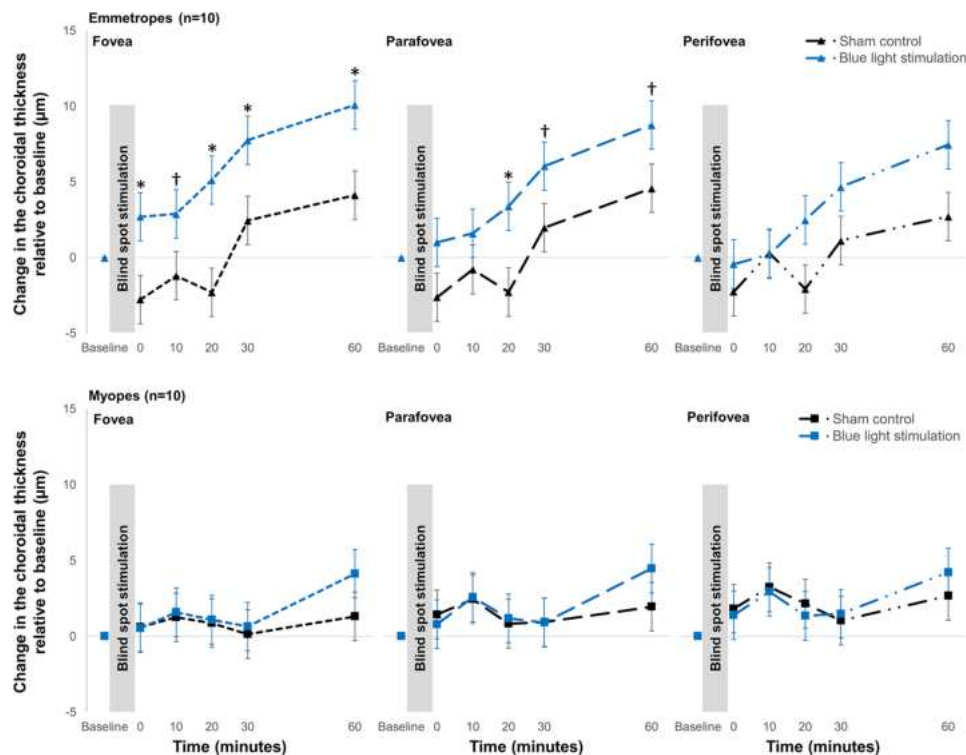 Emmetropes (n=10)
Fovea
Parafovea
Perifovea
Sham control
Blue light stimulation
Change in the choroidal thickness
relative to baseline (μm)
15
10
5
0
-5
Blind spot stimulation
Blind spot stimulation
Blind spot stimulation
* † * * *
* † †
Baseline 0 10 20 30 60
Baseline 0 10 20 30 60
Baseline 0 10 20 30 60
Myopes (n=10)
Fovea
Parafovea
Perifovea
Sham control
Blue light stimulation
Change in the choroidal thickness
relative to baseline (μm)
15
10
5
0
-5
Blind spot stimulation
Blind spot stimulation
Blind spot stimulation
Baseline 0 10 20 30 60
Baseline 0 10 20 30 60
Baseline 0 10 20 30 60
Time (minutes)
Time (minutes)
Time (minutes)